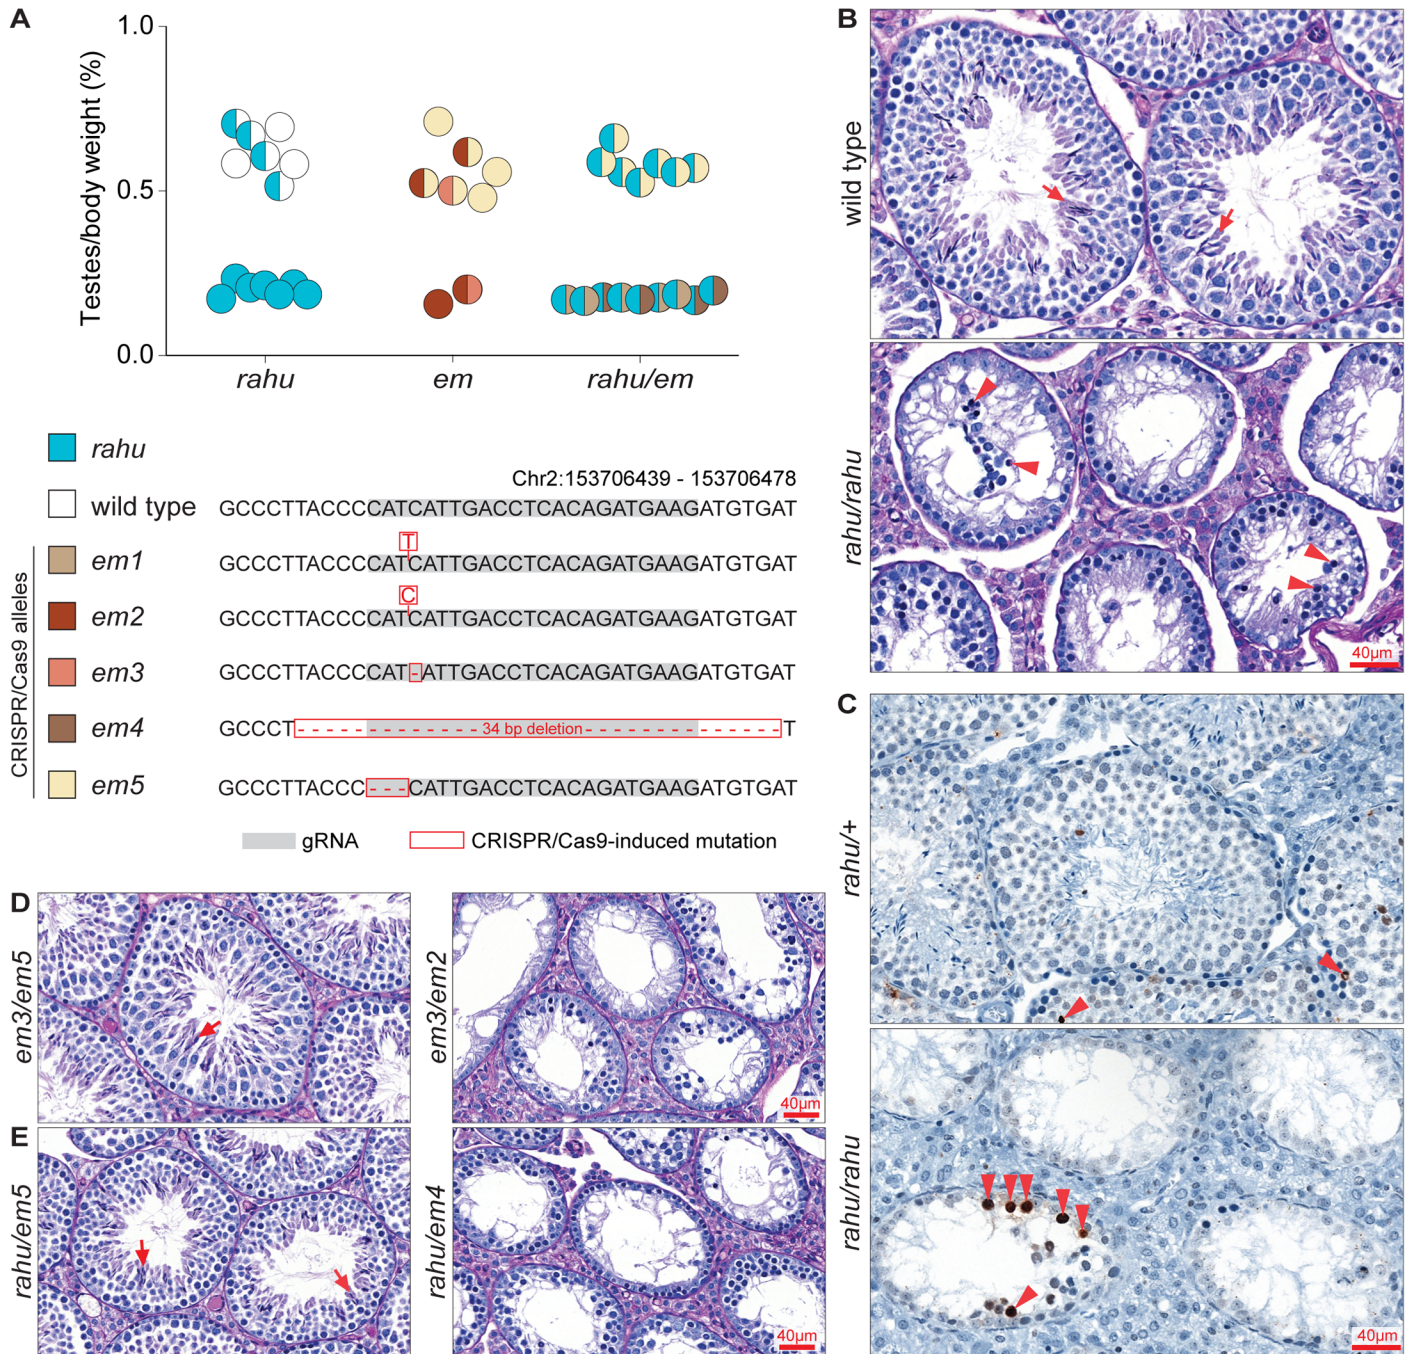 A
1.0
Testes/body weight (%)
0.5
0.0
rahu
em
rahu/em
rahu
wild type
CRISPR/Cas9 alleles
em1
em2
em3
em4
em5
Chr2:153706439 - 153706478
GCCCTTACCCCATCATTGACCTCACAGATGAAGATGTGAT
T
GCCCTTACCCCATCATTGACCTCACAGATGAAGATGTGAT
C
GCCCTTACCCCATCATTGACCTCACAGATGAAGATGTGAT
GCCCTTACCCCAT-ATTGACCTCACAGATGAAGATGTGAT
GCCCT- - - - - - - - - - - 34 bp deletion- - - - - - - - - - - -T
GCCCTTACCC- - -CATTGACCTCACAGATGAAGATGTGAT
gRNA
CRISPR/Cas9-induced mutation
B
wild type
rahu/rahu
40µm
C
rahu/+
rahu/rahu
40µm
D
em3/em5
em3/em2
40µm
E
rahu/em5
rahu/em4
40µm